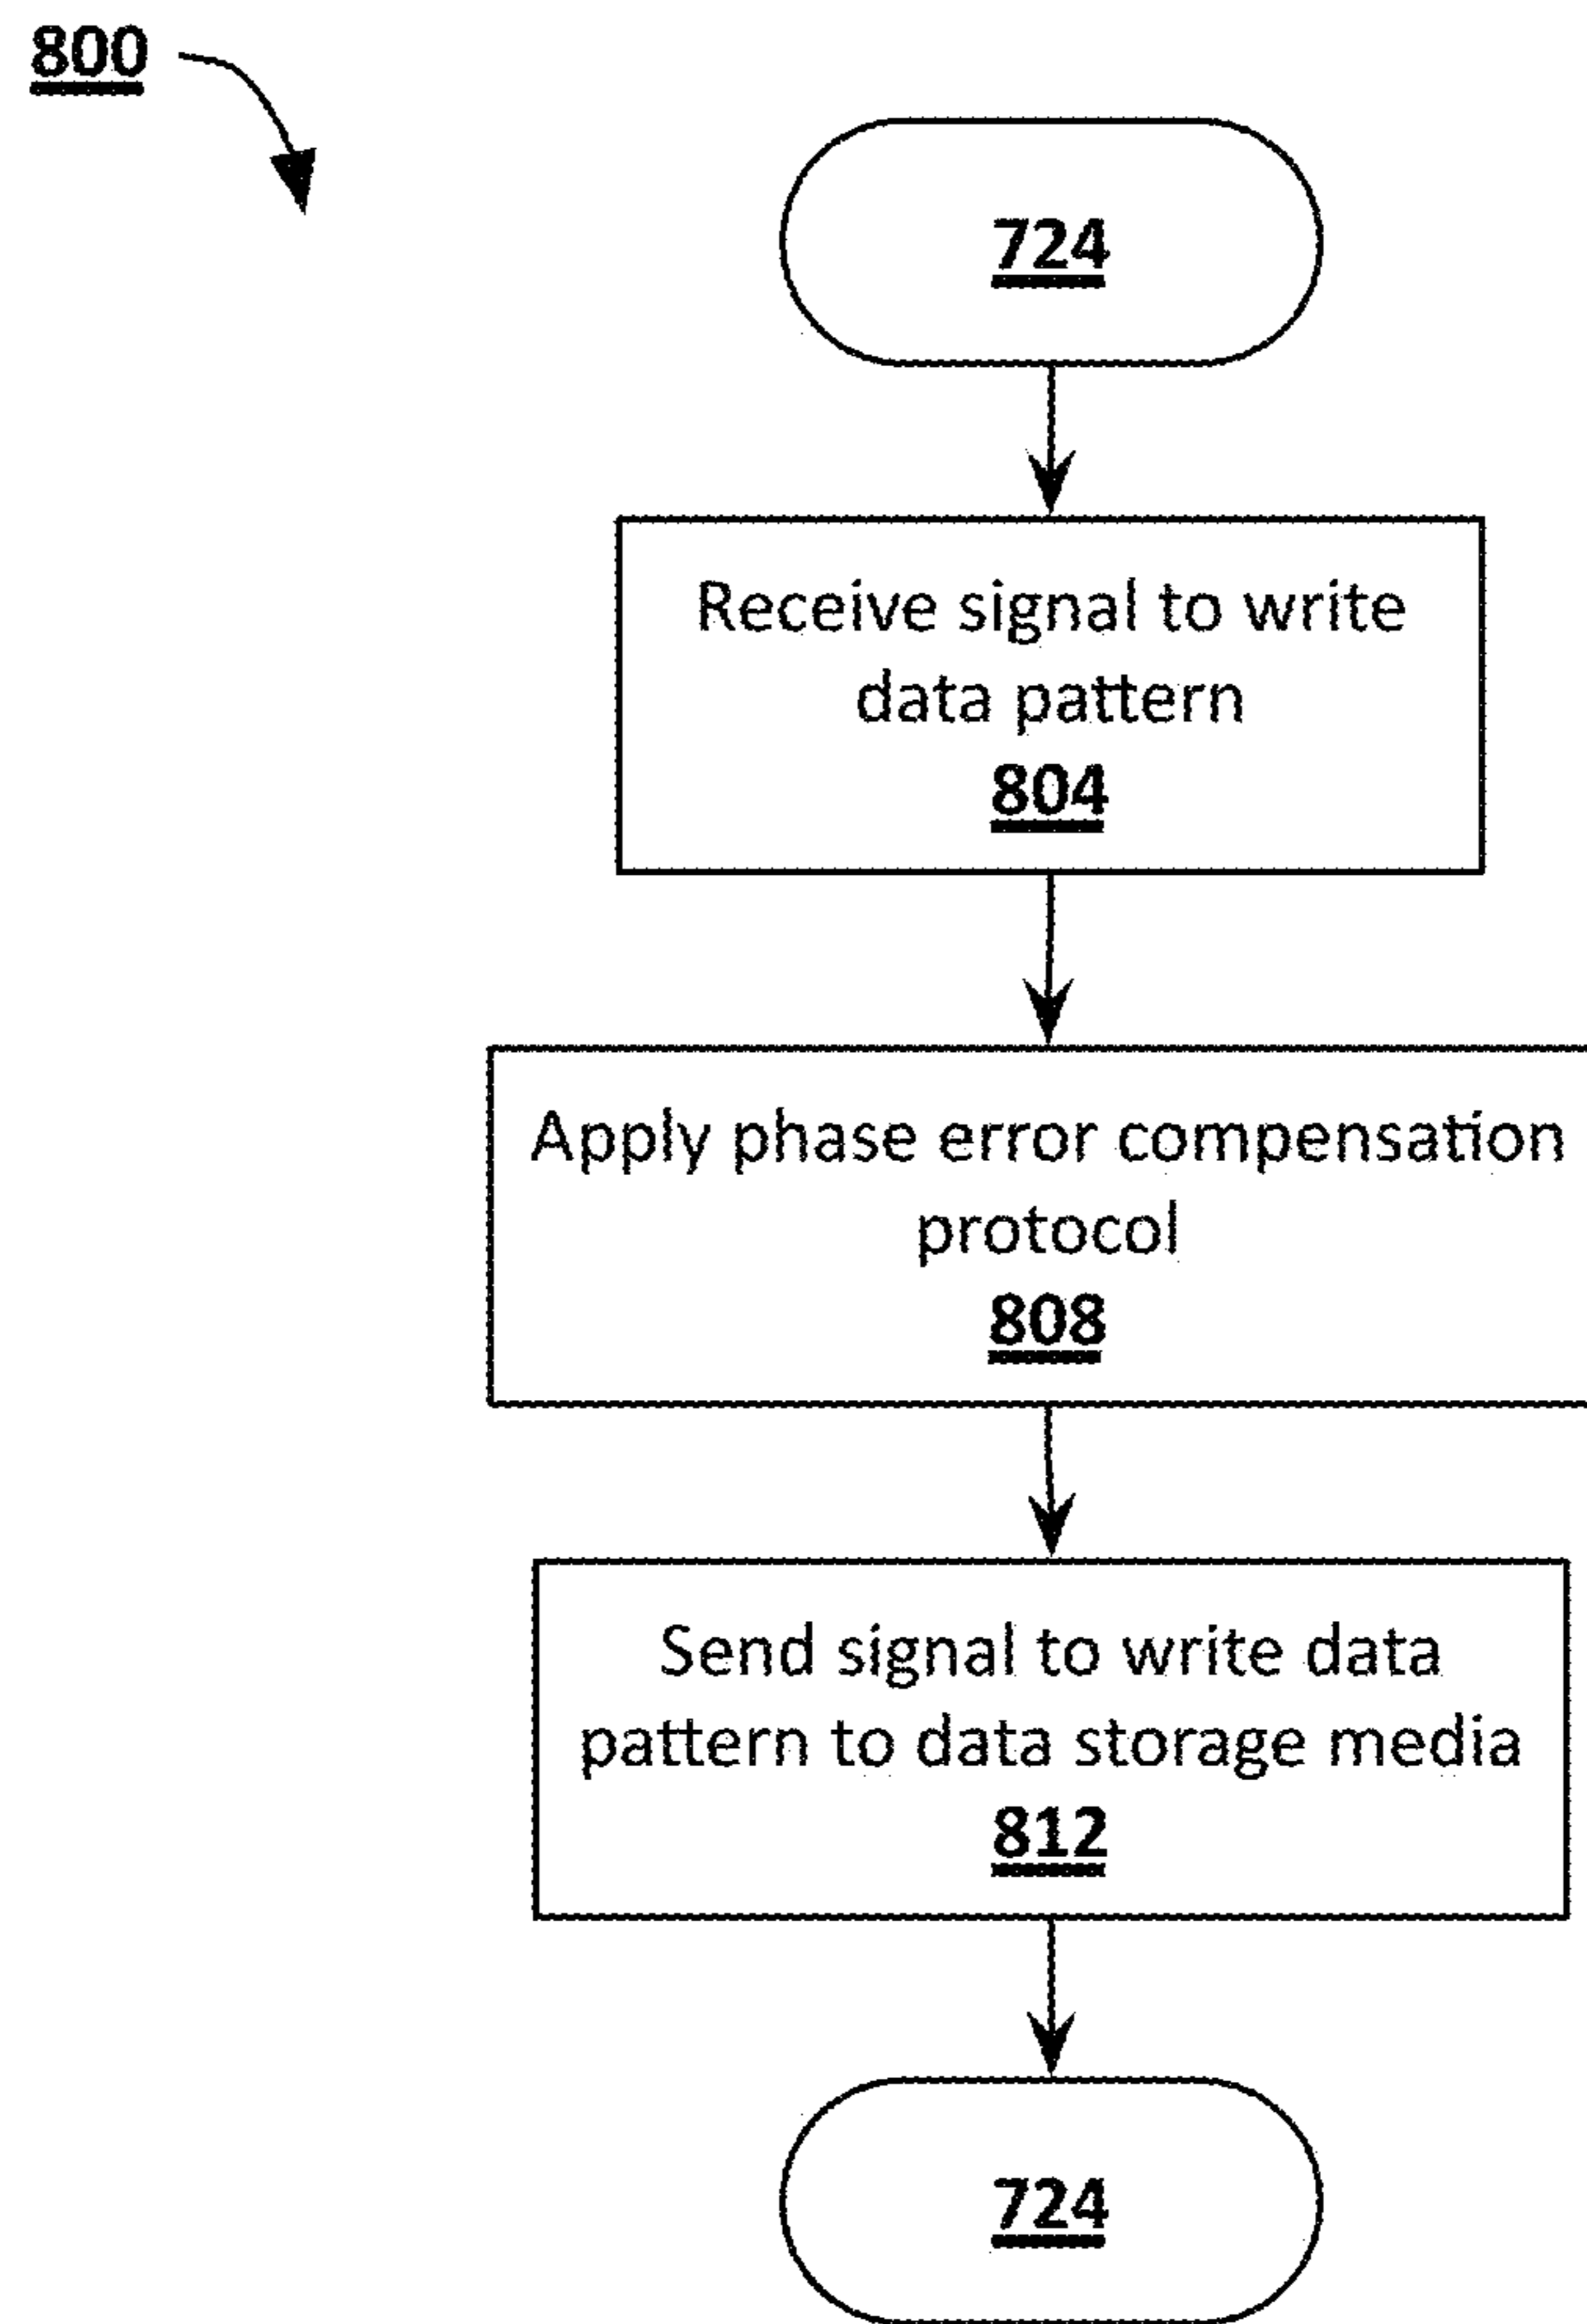 800
724
Receive signal to write
data pattern
804
Apply phase error compensation
protocol
808
Send signal to write data
pattern to data storage media
812
724